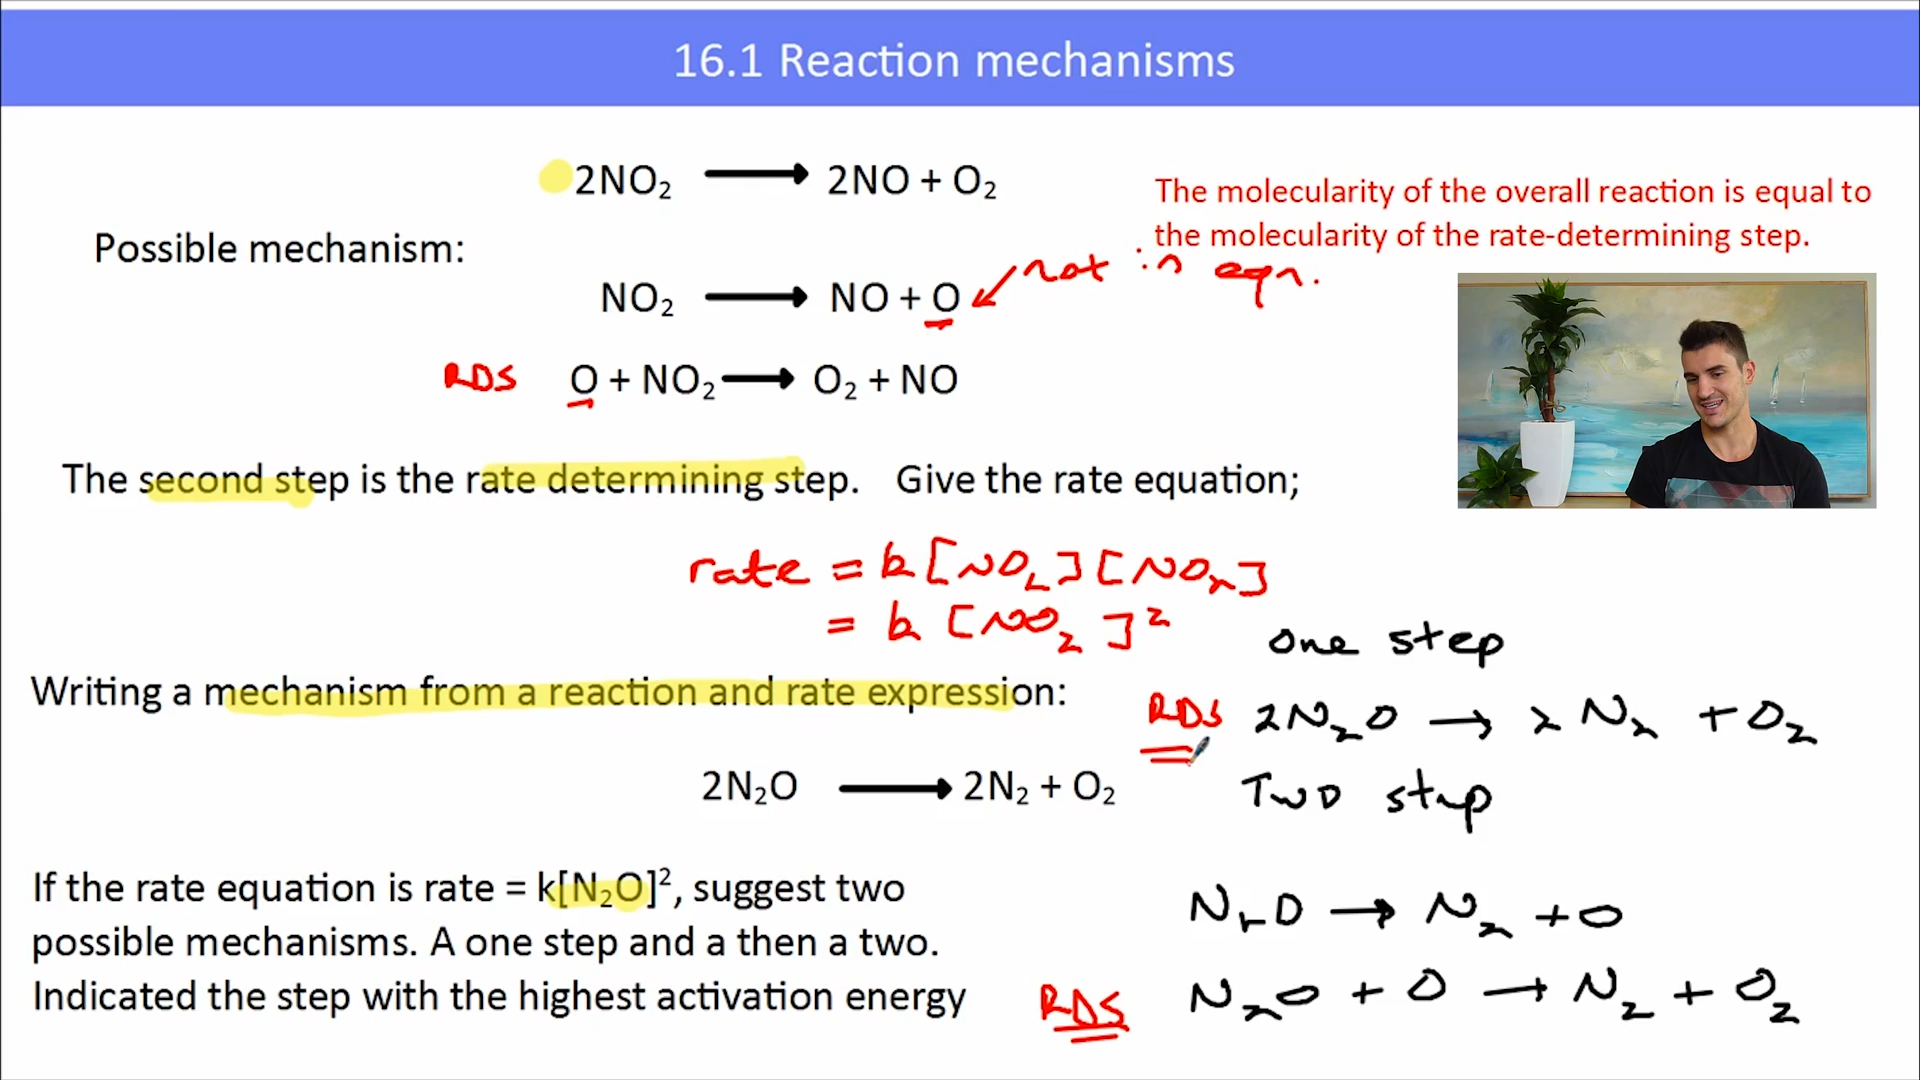 16.1 Reaction mechanisms
2NO₂ ⟶ 2NO + O₂
The molecularity of the overall reaction is equal to
the molecularity of the rate-determining step.
Possible mechanism:
not in eqn.
NO₂ ⟶ NO + O
RDS O + NO₂ ⟶ O₂ + NO
The second step is the rate determining step. Give the rate equation;
rate = k[NO₂][NO₂]
= k [NO₂]²
one step
Writing a mechanism from a reaction and rate expression:
RDS 2N₂O → 2N₂ + O₂
2N₂O ⟶ 2N₂ + O₂
Two step
If the rate equation is rate = k[N₂O]², suggest two
possible mechanisms. A one step and a then a two.
Indicated the step with the highest activation energy
N₂O → N₂ + O
RDS N₂O + O → N₂ + O₂